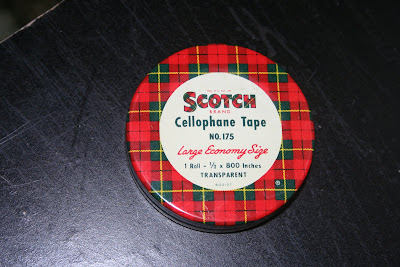 SCOTCH
BRAND
Cellophane Tape
NO. 175
Large Economy Size
1 Roll - ½ x 800 Inches
TRANSPARENT
®